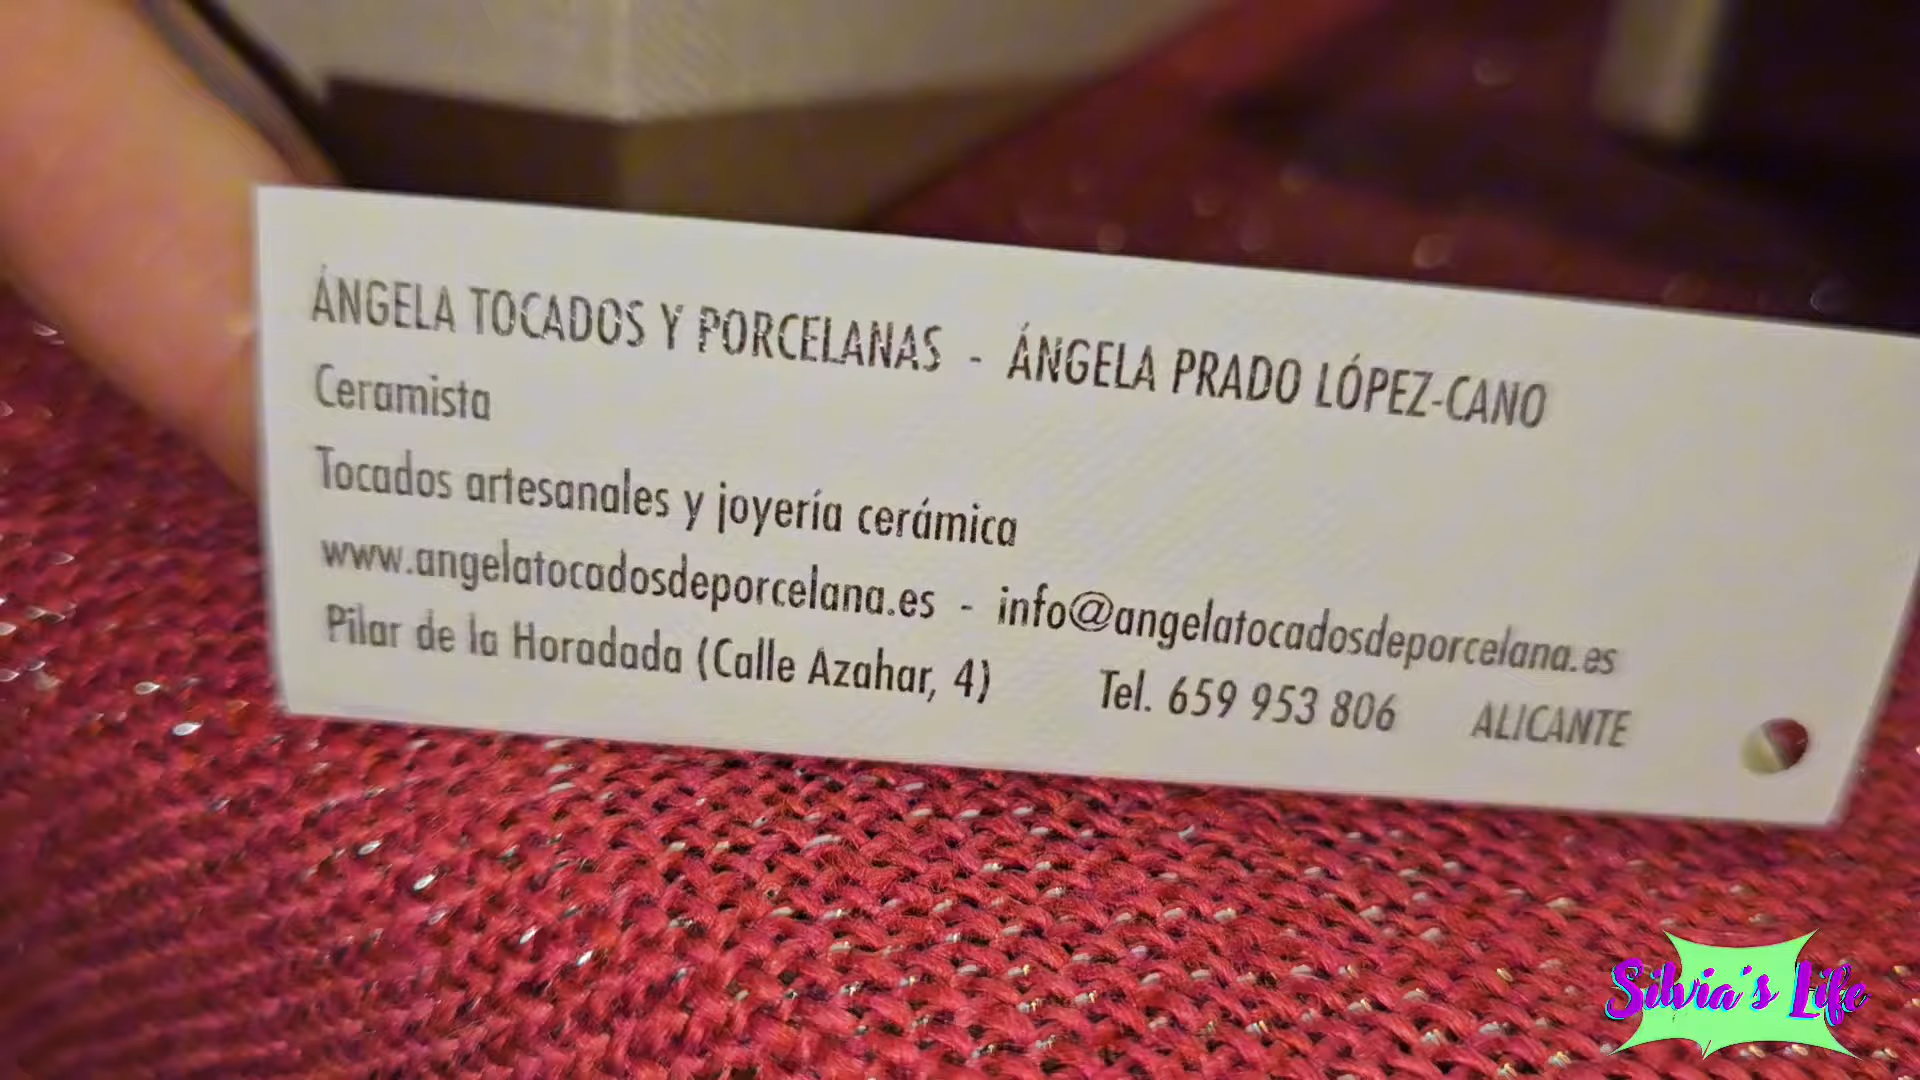 ÁNGELA TOCADOS Y PORCELANAS - ÁNGELA PRADO LÓPEZ-CANO
Ceramista
Tocados artesanales y joyería cerámica
www.angelatocadosdeporcelana.es - info@angelatocadosdeporcelana.es
Pilar de la Horadada (Calle Azahar, 4) Tel. 659 953 806 ALICANTE
Silvia's Life